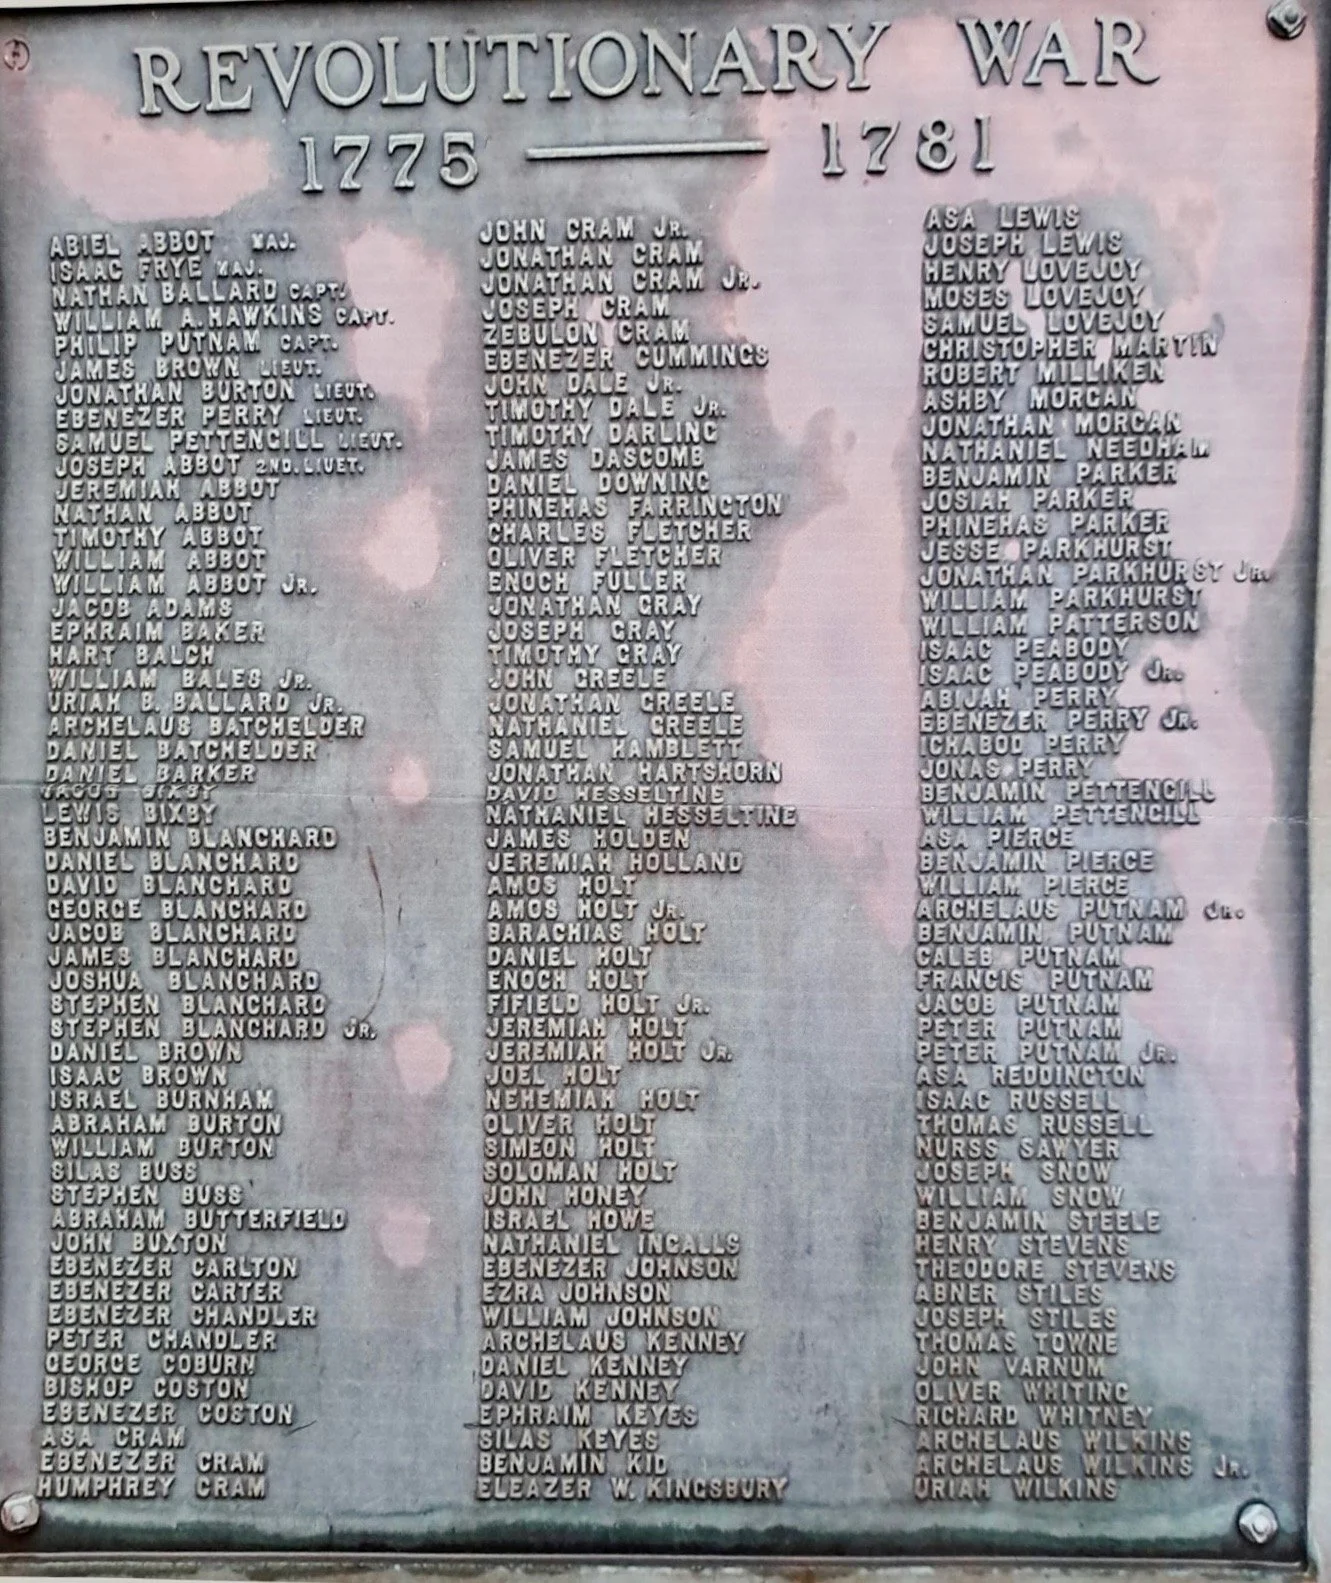 REVOLUTIONARY WAR
1775 — 1781
ABIEL ABBOT MAJ.
ISAAC FRYE MAJ.
NATHAN BALLARD CAPT.
WILLIAM A. HAWKINS CAPT.
PHILIP PUTNAM CAPT.
JAMES BROWN LIEUT.
JONATHAN BURTON LIEUT.
EBENEZER PERRY LIEUT.
SAMUEL PETTENGILL LIEUT.
JOSEPH ABBOT 2ND. LIUET.
JEREMIAH ABBOT
NATHAN ABBOT
TIMOTHY ABBOT
WILLIAM ABBOT
WILLIAM ABBOT JR.
JACOB ADAMS
EPHRAIM BAKER
HART BALCH
WILLIAM BALES JR.
URIAH B. BALLARD JR.
ARCHELAUS BATCHELDER
DANIEL BATCHELDER
DANIEL BARKER
JACOB BIXBY
LEWIS BIXBY
BENJAMIN BLANCHARD
DANIEL BLANCHARD
DAVID BLANCHARD
GEORGE BLANCHARD
JACOB BLANCHARD
JAMES BLANCHARD
JOSHUA BLANCHARD
STEPHEN BLANCHARD
STEPHEN BLANCHARD JR.
DANIEL BROWN
ISAAC BROWN
ISRAEL BURNHAM
ABRAHAM BURTON
WILLIAM BURTON
SILAS BUSS
STEPHEN BUSS
ABRAHAM BUTTERFIELD
JOHN BUXTON
EBENEZER CARLTON
EBENEZER CARTER
EBENEZER CHANDLER
PETER CHANDLER
GEORGE COBURN
BISHOP COSTON
EBENEZER COSTON
ASA CRAM
EBENEZER CRAM
HUMPHREY CRAM
JOHN CRAM JR.
JONATHAN CRAM
JONATHAN CRAM JR.
JOSEPH CRAM
ZEBULON CRAM
EBENEZER CUMMINGS
JOHN DALE JR.
TIMOTHY DALE JR.
TIMOTHY DARLING
JAMES DASCOMB
DANIEL DOWNING
PHINEHAS FARRINGTON
CHARLES FLETCHER
OLIVER FLETCHER
ENOCH FULLER
JONATHAN GRAY
JOSEPH GRAY
TIMOTHY GRAY
JOHN GREELE
JONATHAN GREELE
NATHANIEL GREELE
SAMUEL HAMBLETT
JONATHAN HARTSHORN
DAVID HESSELTINE
NATHANIEL HESSELTINE
JAMES HOLDEN
JEREMIAH HOLLAND
AMOS HOLT
AMOS HOLT JR.
BARACHIAS HOLT
DANIEL HOLT
ENOCH HOLT
FIFIELD HOLT JR.
JEREMIAH HOLT
JEREMIAH HOLT JR.
JOEL HOLT
NEHEMIAH HOLT
OLIVER HOLT
SIMEON HOLT
SOLOMAN HOLT
JOHN HONEY
ISRAEL HOWE
NATHANIEL INGALLS
EBENEZER JOHNSON
EZRA JOHNSON
WILLIAM JOHNSON
ARCHELAUS KENNEY
DANIEL KENNEY
DAVID KENNEY
EPHRAIM KEYES
SILAS KEYES
BENJAMIN KID
ELEAZER W. KINGSBURY
ASA LEWIS
JOSEPH LEWIS
HENRY LOVEJOY
MOSES LOVEJOY
SAMUEL LOVEJOY
CHRISTOPHER MARTIN
ROBERT MILLIKEN
ASHBY MORGAN
JONATHAN MORGAN
NATHANIEL NEEDHAM
BENJAMIN PARKER
JOSIAH PARKER
PHINEHAS PARKER
JESSE PARKHURST
JONATHAN PARKHURST JR.
WILLIAM PARKHURST
WILLIAM PATTERSON
ISAAC PEABODY
ISAAC PEABODY JR.
ABIJAH PERRY
EBENEZER PERRY JR.
ICHABOD PERRY
JONAS PERRY
BENJAMIN PETTENGILL
WILLIAM PETTENGILL
ASA PIERCE
BENJAMIN PIERCE
WILLIAM PIERCE
ARCHELAUS PUTNAM JR.
BENJAMIN PUTNAM
CALEB PUTNAM
FRANCIS PUTNAM
JACOB PUTNAM
PETER PUTNAM
PETER PUTNAM JR.
ASA REDDINGTON
ISAAC RUSSELL
THOMAS RUSSELL
NURSS SAWYER
JOSEPH SNOW
WILLIAM SNOW
BENJAMIN STEELE
HENRY STEVENS
THEODORE STEVENS
ABNER STILES
JOSEPH STILES
THOMAS TOWNE
JOHN VARNUM
OLIVER WHITING
RICHARD WHITNEY
ARCHELAUS WILKINS
ARCHELAUS WILKINS JR.
URIAH WILKINS